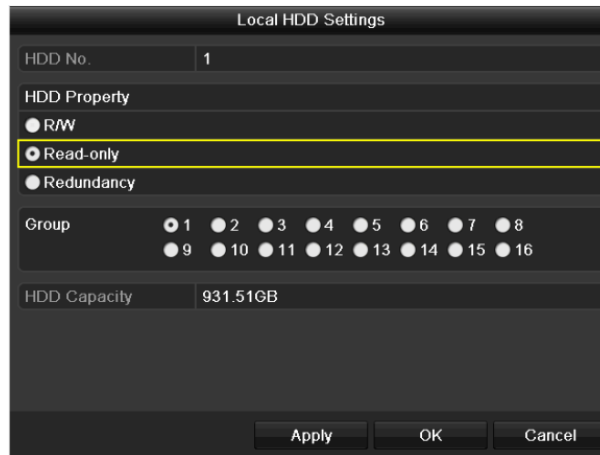 Local HDD Settings
HDD No. 1
HDD Property
R/W
Read-only
Redundancy
Group 1 2 3 4 5 6 7 8
9 10 11 12 13 14 15 16
HDD Capacity 931.51GB
Apply OK Cancel